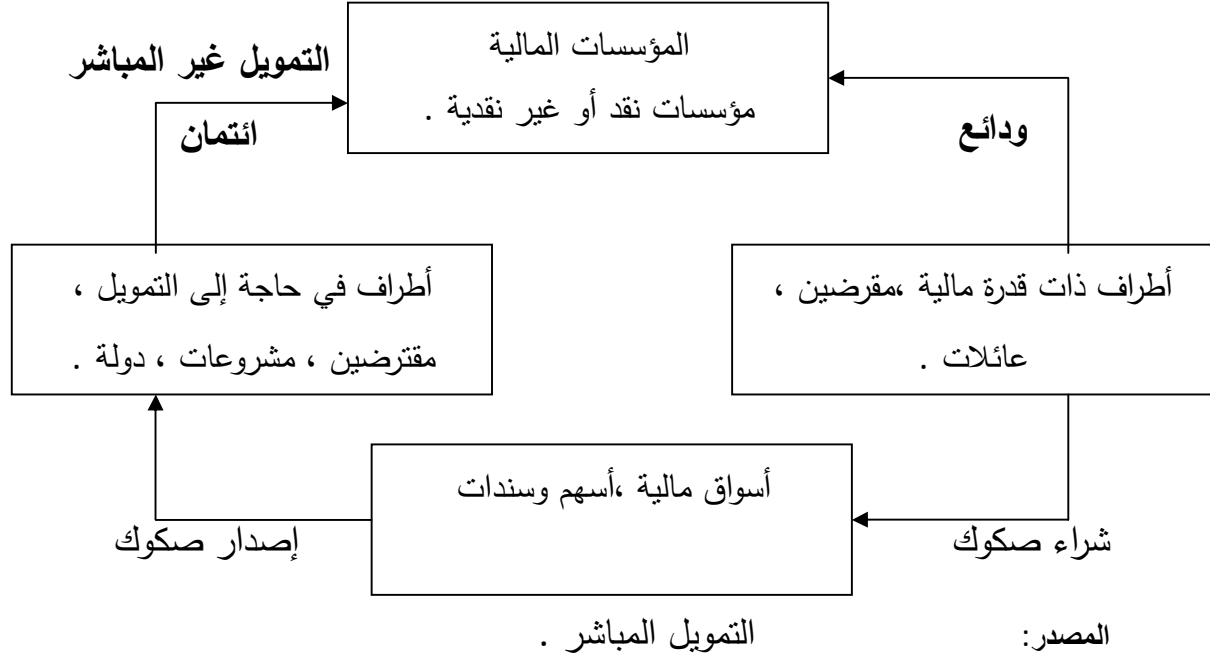 المؤسسات المالية
مؤسسات نقد أو غير نقدية .
التمويل غير المباشر
ودائع
ائتمان
أطراف ذات قدرة مالية ،مقرضين ،
عائلات .
أطراف في حاجة إلى التمويل ،
مقترضين ، مشروعات ، دولة .
أسواق مالية ،أسهم وسندات
شراء صكوك
إصدار صكوك
المصدر:
التمويل المباشر .